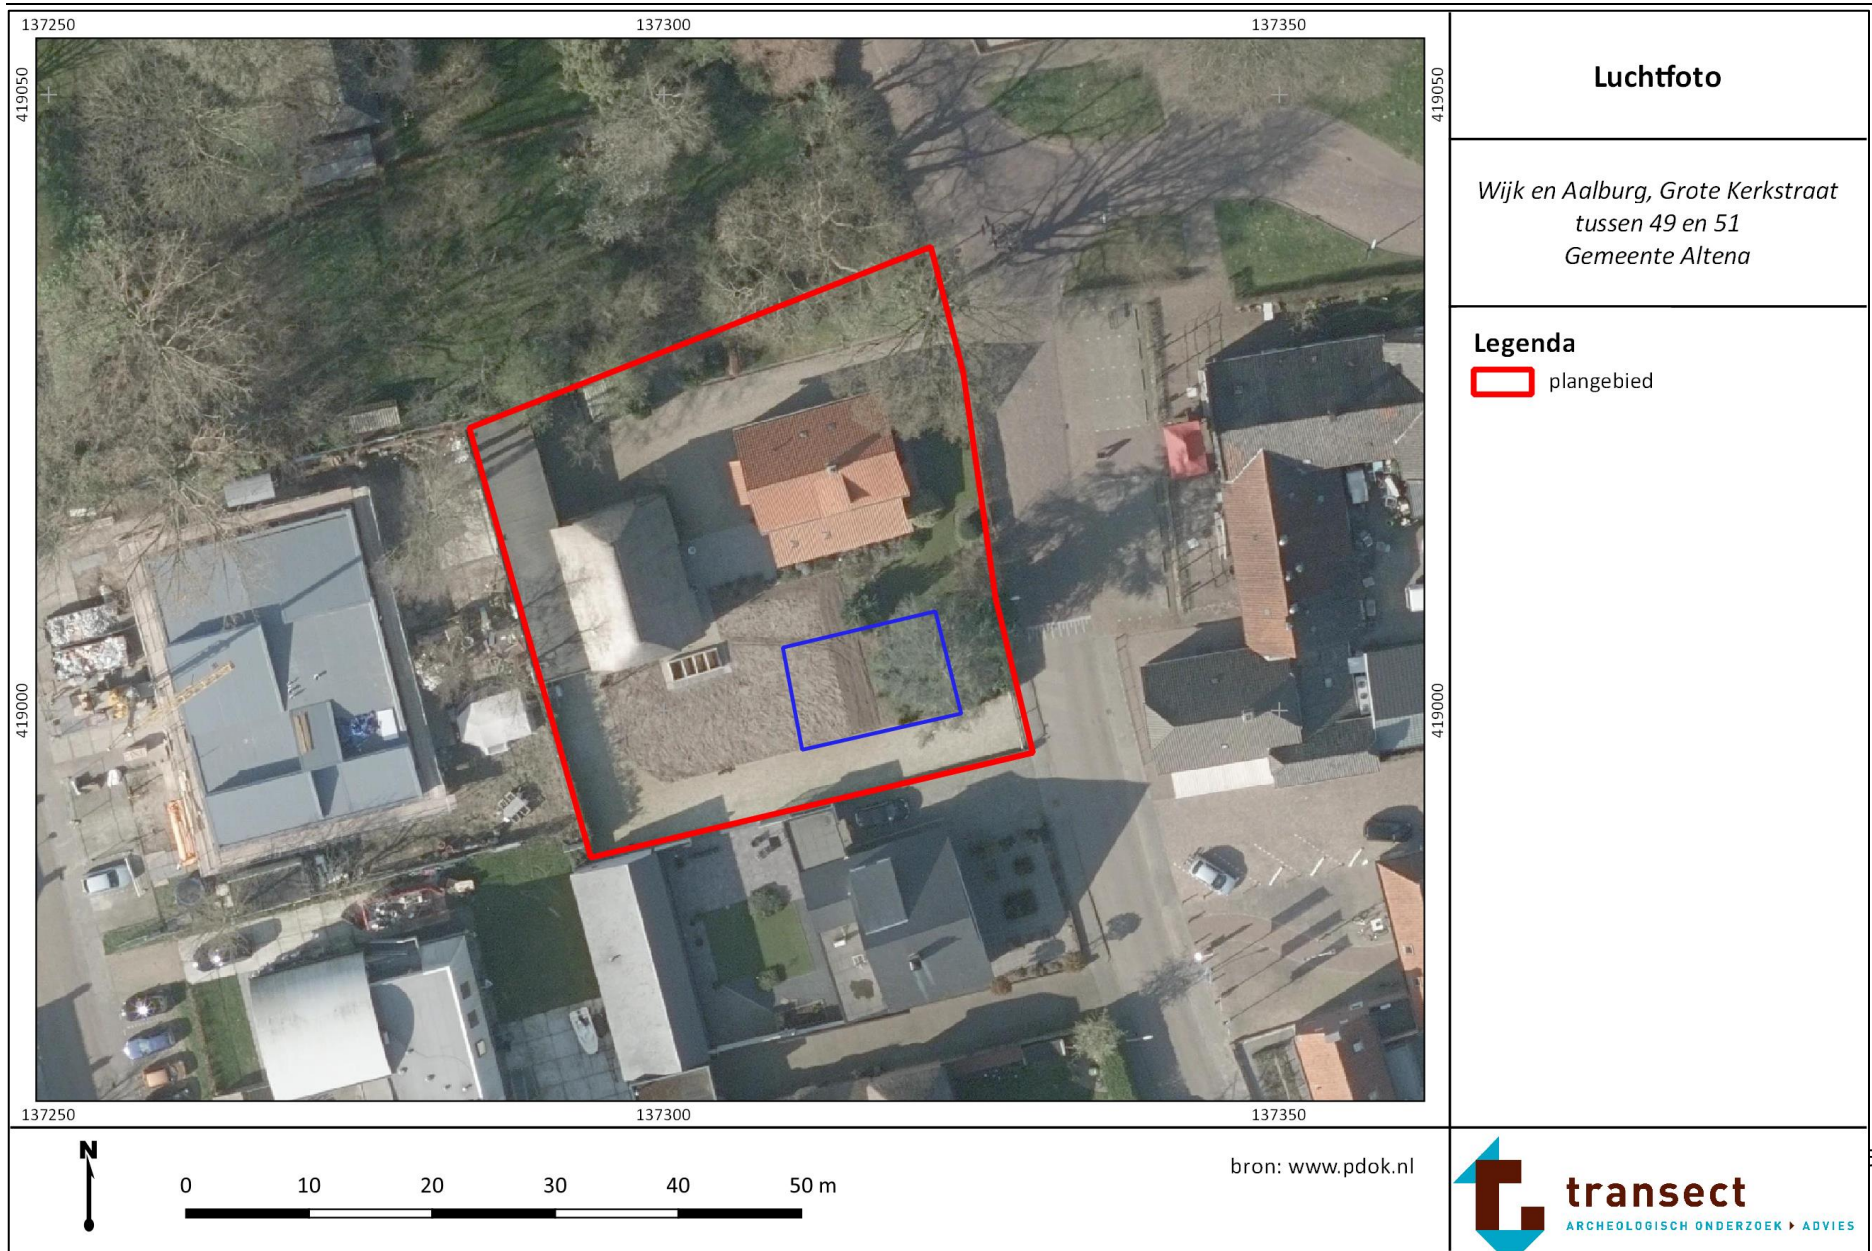 137250
137300
137350
419050
419050
419000
419000
137250
137300
137350
Luchtfoto
Wijk en Aalburg, Grote Kerkstraat
tussen 49 en 51
Gemeente Altena
Legenda
plangebied
N
0 10 20 30 40 50 m
bron: www.pdok.nl
transect
ARCHEOLOGISCH ONDERZOEK ▸ ADVIES